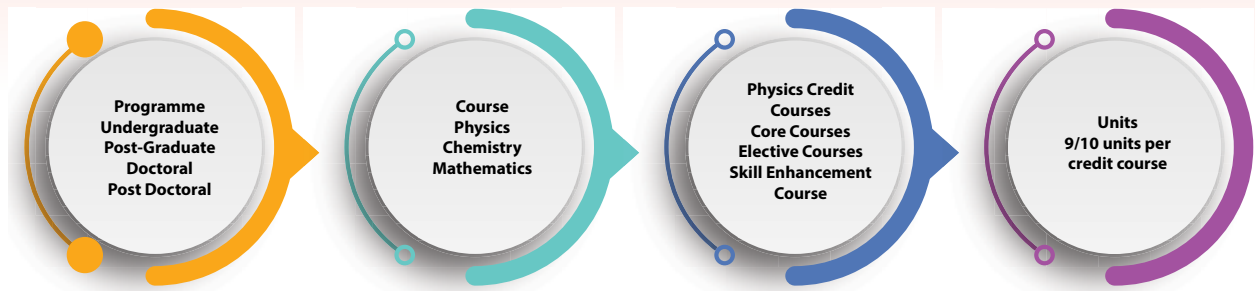 Programme
Undergraduate
Post-Graduate
Doctoral
Post Doctoral
Course
Physics
Chemistry
Mathematics
Physics Credit
Courses
Core Courses
Elective Courses
Skill Enhancement
Course
Units
9/10 units per
credit course